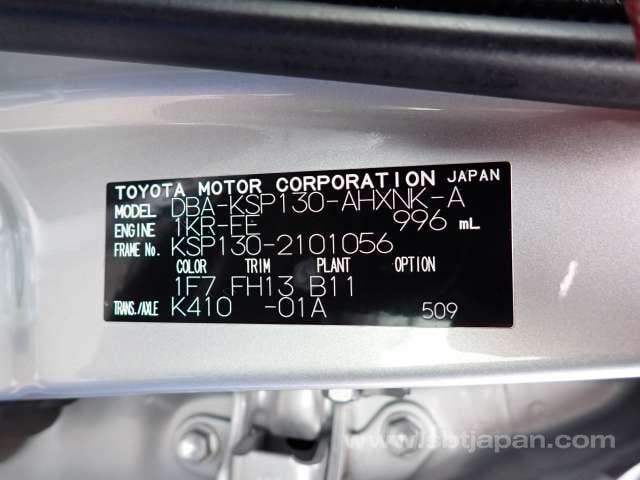 TOYOTA MOTOR CORPORATION JAPAN
MODEL DBA-KSP130-AHXNK-A
ENGINE 1KR-FE 996 mL
FRAME No. KSP130-2101056
COLOR TRIM PLANT OPTION
1F7 FH13 B11
TRANS./AXLE K410 -01A 509
www.sbtjapan.com